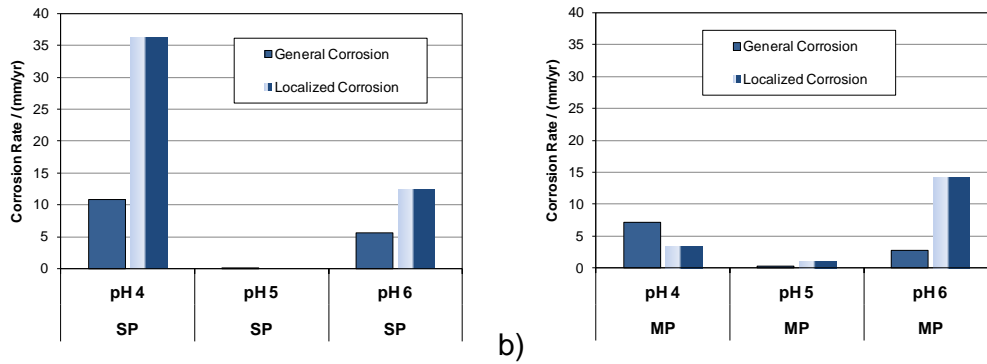 Corrosion Rate / (mm/yr)
40
35
30
25
20
15
10
5
0
General Corrosion
Localized Corrosion
pH 4 pH 5 pH 6
SP SP SP
b)
Corrosion Rate / (mm/yr)
40
35
30
25
20
15
10
5
0
General Corrosion
Localized Corrosion
pH 4 pH 5 pH 6
MP MP MP